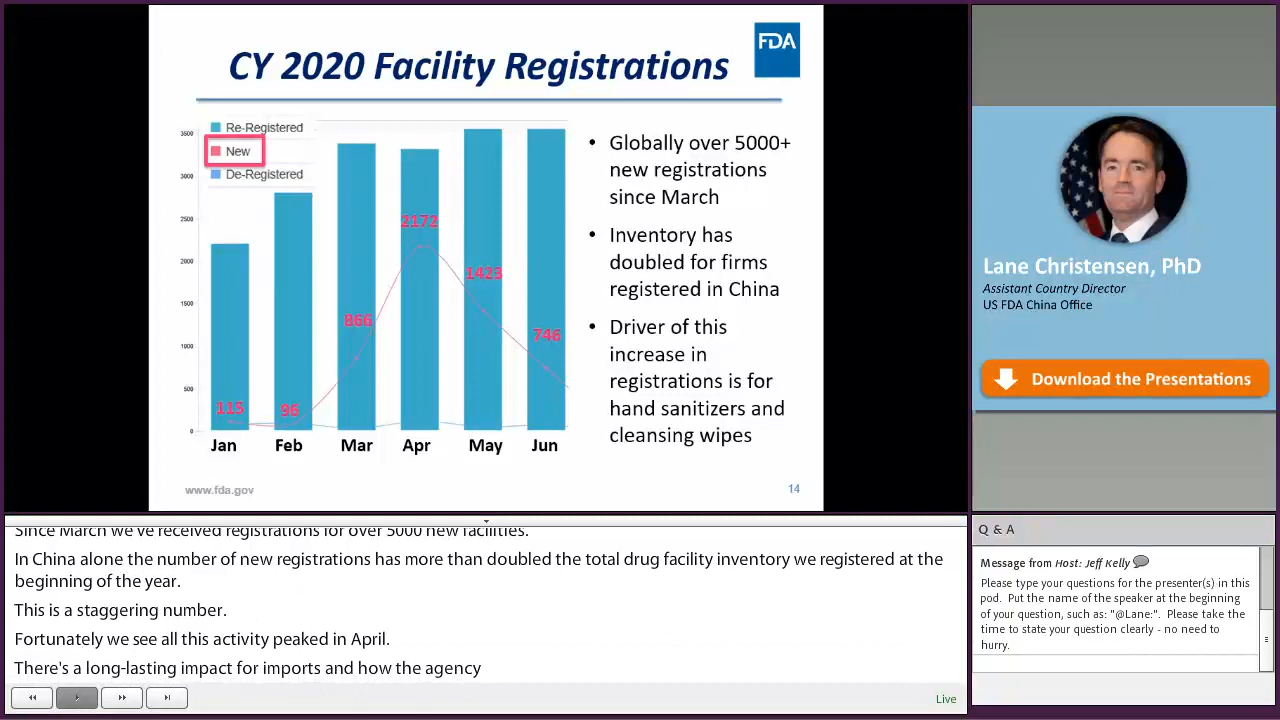 FDA
CY 2020 Facility Registrations
Re-Registered
New
De-Registered
3500
3000
2500
2000
1500
1000
500
0
115
96
866
2172
1423
746
Jan Feb Mar Apr May Jun
• Globally over 5000+
new registrations
since March
• Inventory has
doubled for firms
registered in China
• Driver of this
increase in
registrations is for
hand sanitizers and
cleansing wipes
www.fda.gov
14
Lane Christensen, PhD
Assistant Country Director
US FDA China Office
Download the Presentations
Since March we've received registrations for over 5000 new facilities.
In China alone the number of new registrations has more than doubled the total drug facility inventory we registered at the
beginning of the year.
This is a staggering number.
Fortunately we see all this activity peaked in April.
There's a long-lasting impact for imports and how the agency
Live
Q & A
Message from Host: Jeff Kelly
Please type your questions for the presenter(s) in this
pod. Put the name of the speaker at the beginning
of your question, such as: "@Lane:". Please take the
time to state your question clearly - no need to
hurry.